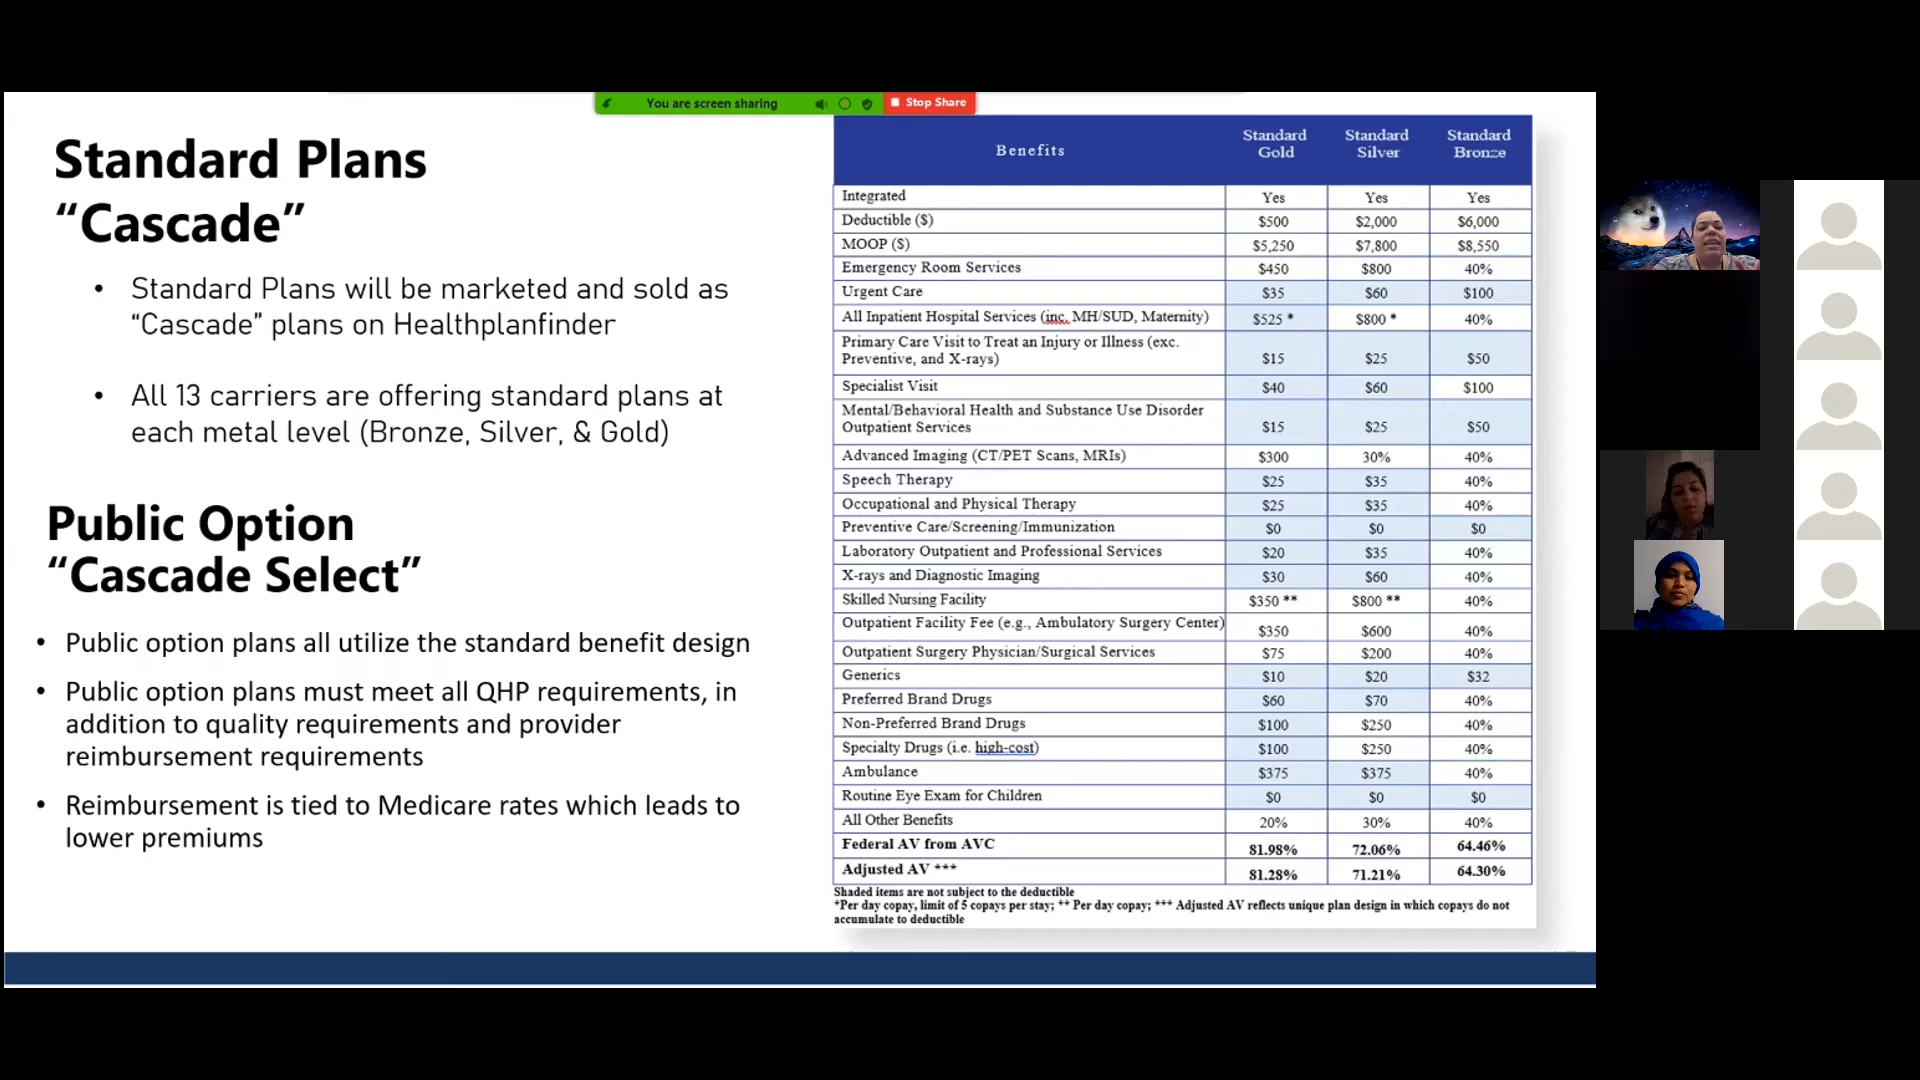 You are screen sharing
Stop Share
Standard Plans
“Cascade”
• Standard Plans will be marketed and sold as
“Cascade” plans on Healthplanfinder
• All 13 carriers are offering standard plans at
each metal level (Bronze, Silver, & Gold)
Public Option
“Cascade Select”
• Public option plans all utilize the standard benefit design
• Public option plans must meet all QHP requirements, in
addition to quality requirements and provider
reimbursement requirements
• Reimbursement is tied to Medicare rates which leads to
lower premiums
Benefits Standard Gold Standard Silver Standard Bronze
Integrated Yes Yes Yes
Deductible ($) $500 $2,000 $6,000
MOOP ($) $5,250 $7,800 $8,550
Emergency Room Services $450 $800 40%
Urgent Care $35 $60 $100
All Inpatient Hospital Services (inc. MH/SUD, Maternity) $525 * $800 * 40%
Primary Care Visit to Treat an Injury or Illness (exc.
Preventive, and X-rays) $15 $25 $50
Specialist Visit $40 $60 $100
Mental/Behavioral Health and Substance Use Disorder
Outpatient Services $15 $25 $50
Advanced Imaging (CT/PET Scans, MRIs) $300 30% 40%
Speech Therapy $25 $35 40%
Occupational and Physical Therapy $25 $35 40%
Preventive Care/Screening/Immunization $0 $0 $0
Laboratory Outpatient and Professional Services $20 $35 40%
X-rays and Diagnostic Imaging $30 $60 40%
Skilled Nursing Facility $350 ** $800 ** 40%
Outpatient Facility Fee (e.g., Ambulatory Surgery Center) $350 $600 40%
Outpatient Surgery Physician/Surgical Services $75 $200 40%
Generics $10 $20 $32
Preferred Brand Drugs $60 $70 40%
Non-Preferred Brand Drugs $100 $250 40%
Specialty Drugs (i.e. high-cost) $100 $250 40%
Ambulance $375 $375 40%
Routine Eye Exam for Children $0 $0 $0
All Other Benefits 20% 30% 40%
Federal AV from AVC 81.98% 72.06% 64.46%
Adjusted AV *** 81.28% 71.21% 64.30%
Shaded items are not subject to the deductible
*Per day copay, limit of 5 copays per stay; ** Per day copay; *** Adjusted AV reflects unique plan design in which copays do not
accumulate to deductible